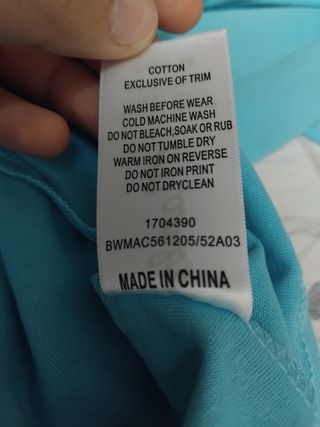 COTTON
EXCLUSIVE OF TRIM
WASH BEFORE WEAR
COLD MACHINE WASH
DO NOT BLEACH,SOAK OR RUB
DO NOT TUMBLE DRY
WARM IRON ON REVERSE
DO NOT IRON PRINT
DO NOT DRYCLEAN
1704390
BWMAC561205/52A03
MADE IN CHINA